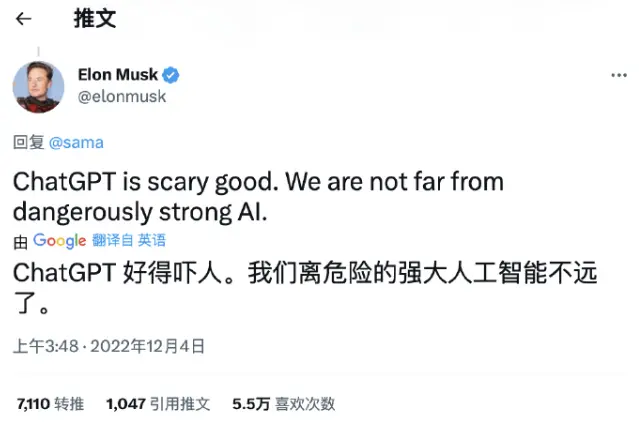 ← 推文
Elon Musk
@elonmusk
回复 @sama
ChatGPT is scary good. We are not far from
dangerously strong AI.
由 Google 翻译自 英语
ChatGPT 好得吓人。我们离危险的强大人工智能不远
了。
上午3:48 · 2022年12月4日
7,110 转推 1,047 引用推文 5.5万 喜欢次数